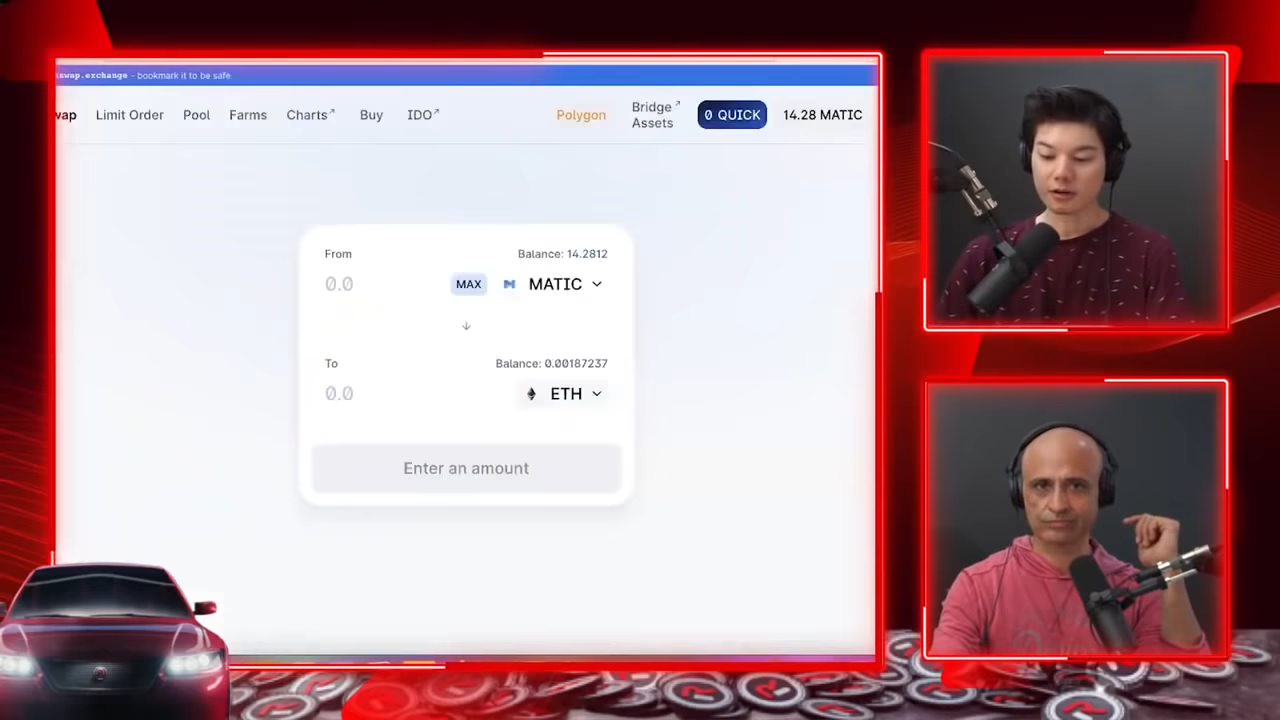 swap.exchange - bookmark it to be safe
wap
Limit Order
Pool
Farms
Charts↗
Buy
IDO↗
Polygon
Bridge↗
Assets
0 QUICK
14.28 MATIC
From
Balance: 14.2812
0.0
MAX
MATIC
To
Balance: 0.00187237
0.0
ETH
Enter an amount